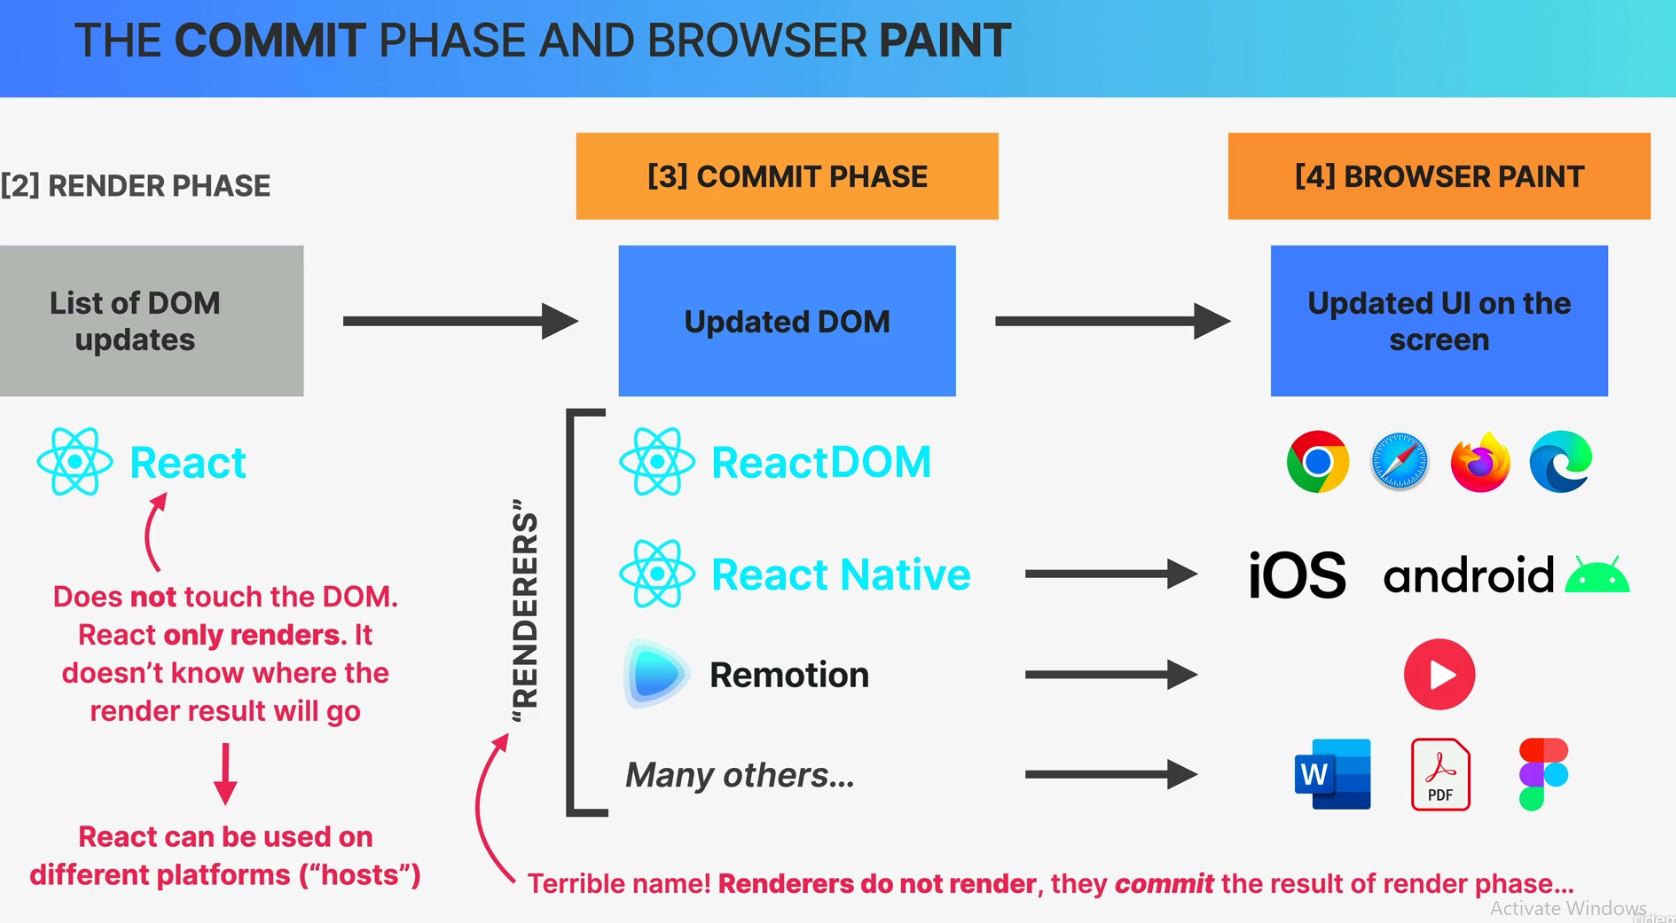 THE COMMIT PHASE AND BROWSER PAINT
[2] RENDER PHASE
[3] COMMIT PHASE
[4] BROWSER PAINT
List of DOM
updates
Updated DOM
Updated UI on the
screen
React
Does not touch the DOM.
React only renders. It
doesn’t know where the
render result will go
React can be used on
different platforms (“hosts”)
“RENDERERS”
ReactDOM
React Native
iOS
android
Remotion
Many others...
W
PDF
Terrible name! Renderers do not render, they commit the result of render phase...
Activate Windows